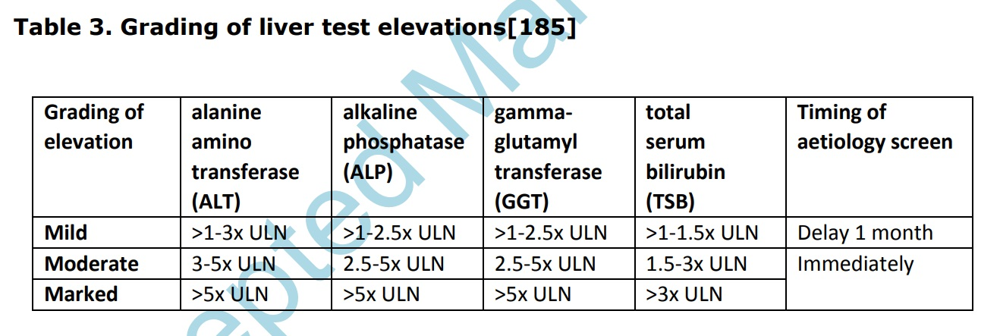 Table 3. Grading of liver test elevations[185]
Grading of elevation | alanine amino transferase (ALT) | alkaline phosphatase (ALP) | gamma-glutamyl transferase (GGT) | total serum bilirubin (TSB) | Timing of aetiology screen
Mild | >1-3x ULN | >1-2.5x ULN | >1-2.5x ULN | >1-1.5x ULN | Delay 1 month
Moderate | 3-5x ULN | 2.5-5x ULN | 2.5-5x ULN | 1.5-3x ULN | Immediately
Marked | >5x ULN | >5x ULN | >5x ULN | >3x ULN
epted Ma